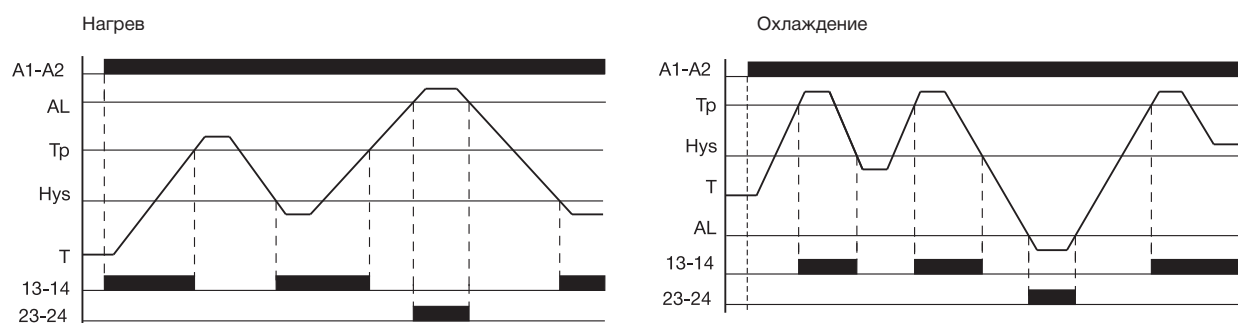 Нагрев
A1-A2
AL
Tp
Hys
T
13-14
23-24
Охлаждение
A1-A2
Tp
Hys
T
AL
13-14
23-24